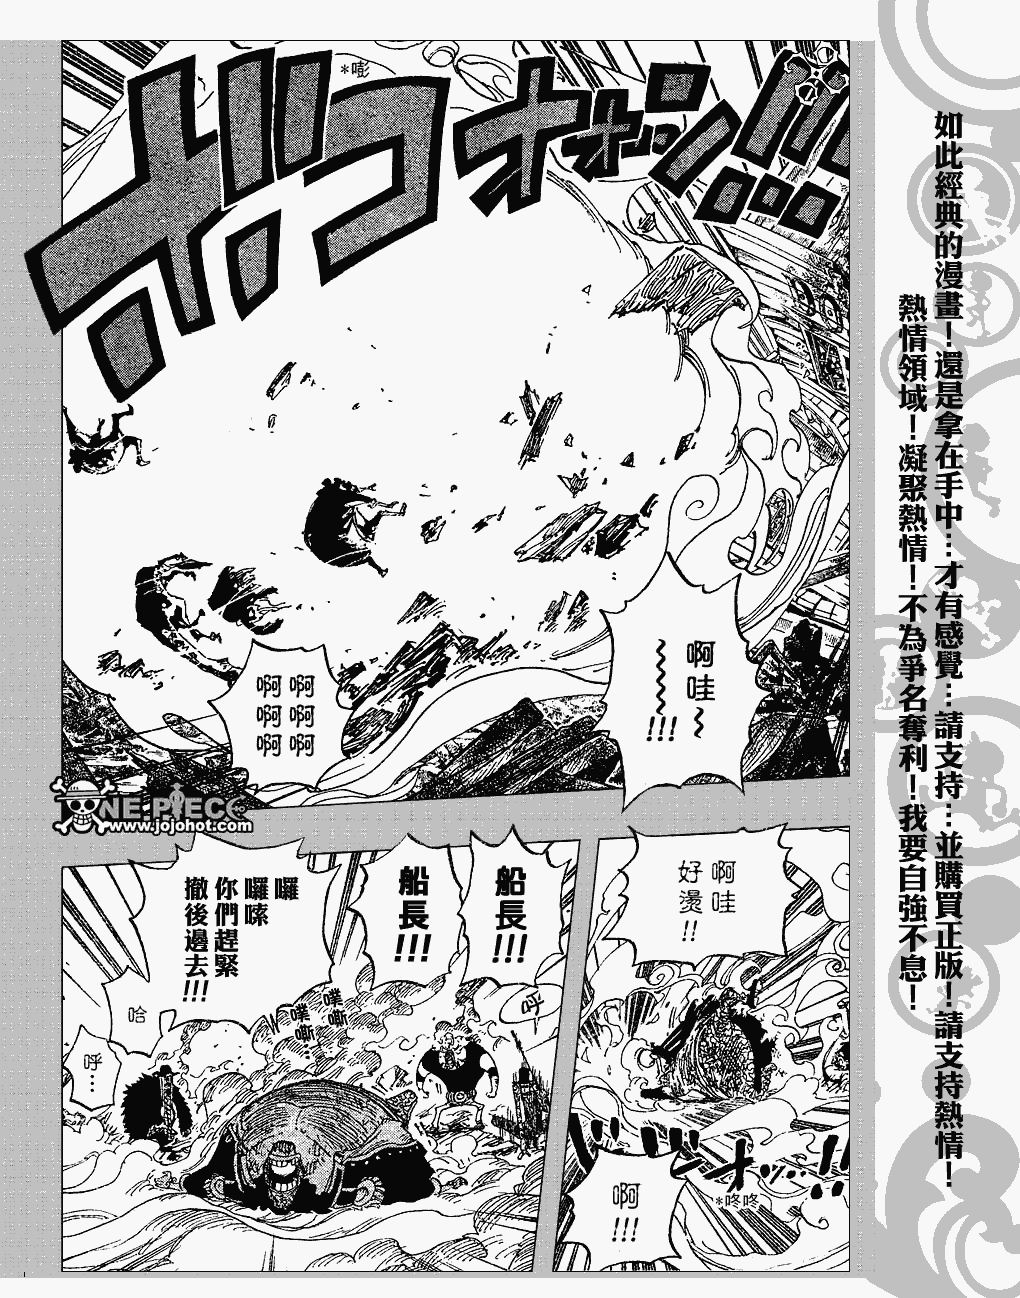 如此經典的漫畫！還是拿在手中…才有感覺…請支持…並購買正版！請支持熱情！
熱情領域！凝聚熱情！不為爭名奪利！我要自強不息！
ボゴォオォン!!!
*嘭
啊哇～
～～!!!
啊啊啊
啊啊啊
ONE PIECE
www.jojohot.com
啊哇
好燙!!
*咚咚
啊!!!
船長!!!
船長!!!
囉
囉嗦
你們趕緊
撤後邊去!!!
呼
噗嘶
噗嘶…
哈
呼…